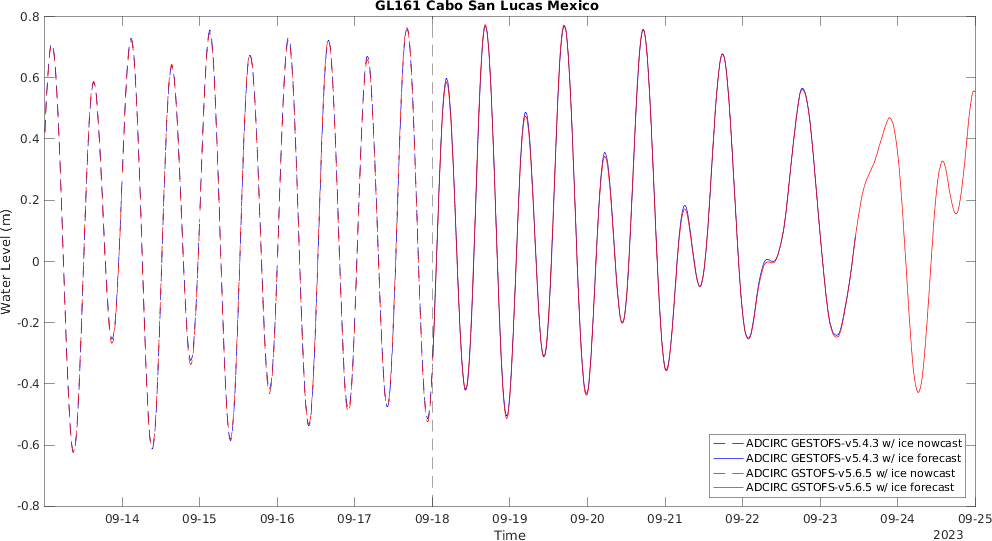 GL161 Cabo San Lucas Mexico
0.8
0.6
0.4
0.2
0
-0.2
-0.4
-0.6
-0.8
Water Level (m)
ADCIRC GESTOFS-v5.4.3 w/ ice nowcast
ADCIRC GESTOFS-v5.4.3 w/ ice forecast
ADCIRC GSTOFS-v5.6.5 w/ ice nowcast
ADCIRC GSTOFS-v5.6.5 w/ ice forecast
09-14 09-15 09-16 09-17 09-18 09-19 09-20 09-21 09-22 09-23 09-24 09-25
Time
2023